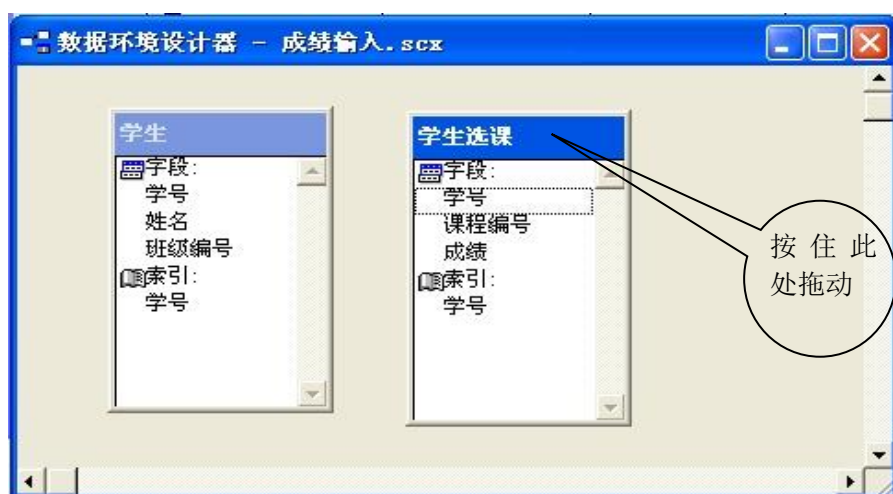 数据环境设计器 - 成绩输入.scx
学生
字段:
学号
姓名
班级编号
索引:
学号
学生选课
字段:
学号
课程编号
成绩
索引:
学号
按住此
处拖动